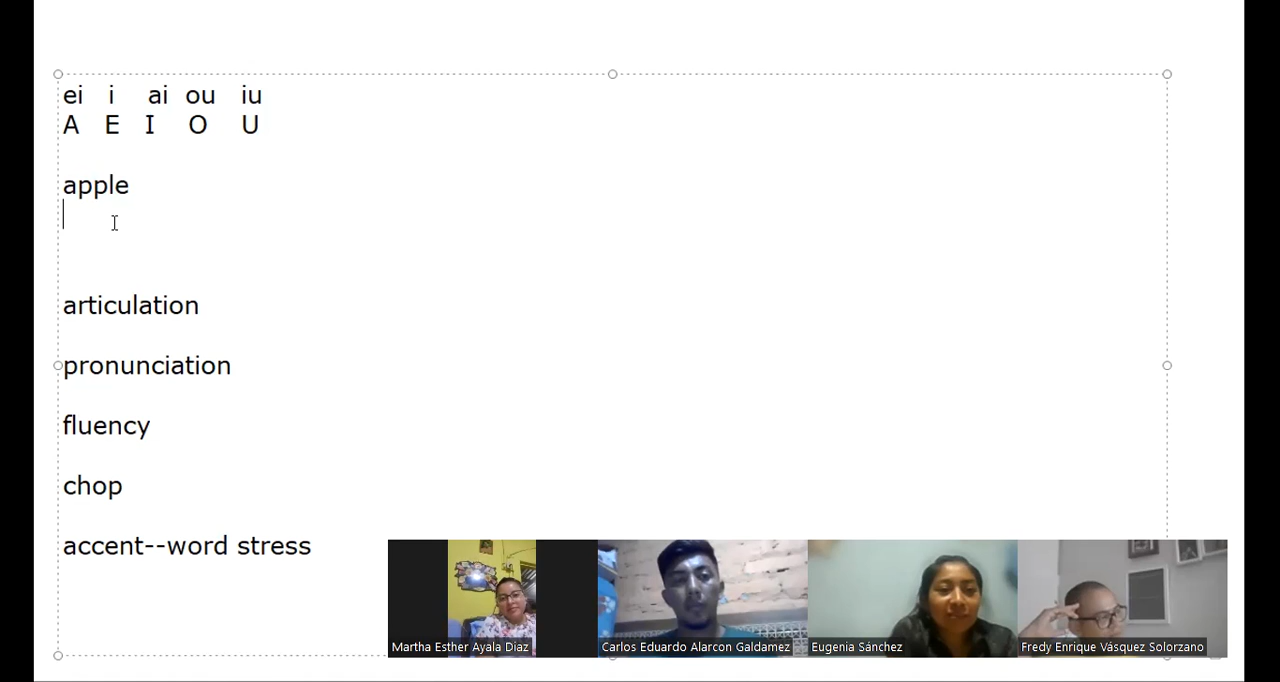 ei i ai ou iu
A E I O U
apple
articulation
pronunciation
fluency
chop
accent--word stress
Martha Esther Ayala Diaz
Carlos Eduardo Alarcon Galdamez
Eugenia Sánchez
Fredy Enrique Vásquez Solorzano